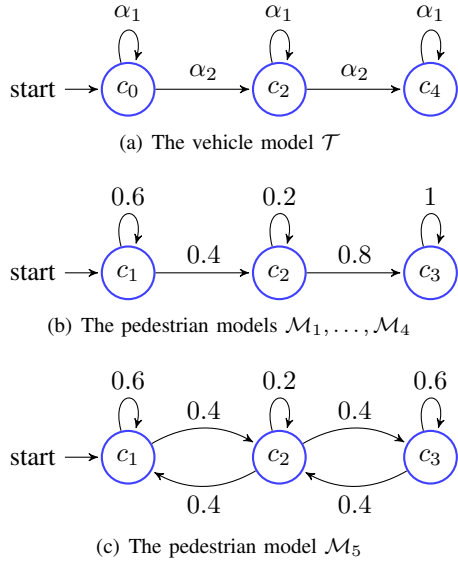 α₁ α₁ α₁
start c₀ α₂ c₂ α₂ c₄
(a) The vehicle model 𝒯
0.6 0.2 1
start c₁ 0.4 c₂ 0.8 c₃
(b) The pedestrian models ℳ₁, . . . , ℳ₄
0.6 0.2 0.6
0.4 0.4
start c₁ c₂ c₃
0.4 0.4
(c) The pedestrian model ℳ₅